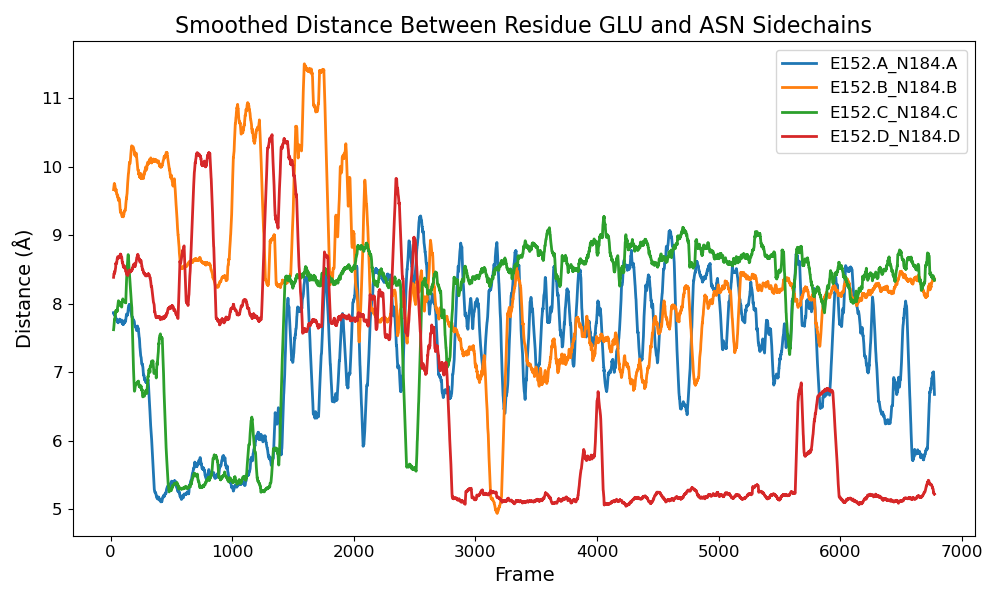 Smoothed Distance Between Residue GLU and ASN Sidechains
E152.A_N184.A
E152.B_N184.B
E152.C_N184.C
E152.D_N184.D
Distance (Å)
11
10
9
8
7
6
5
0 1000 2000 3000 4000 5000 6000 7000
Frame